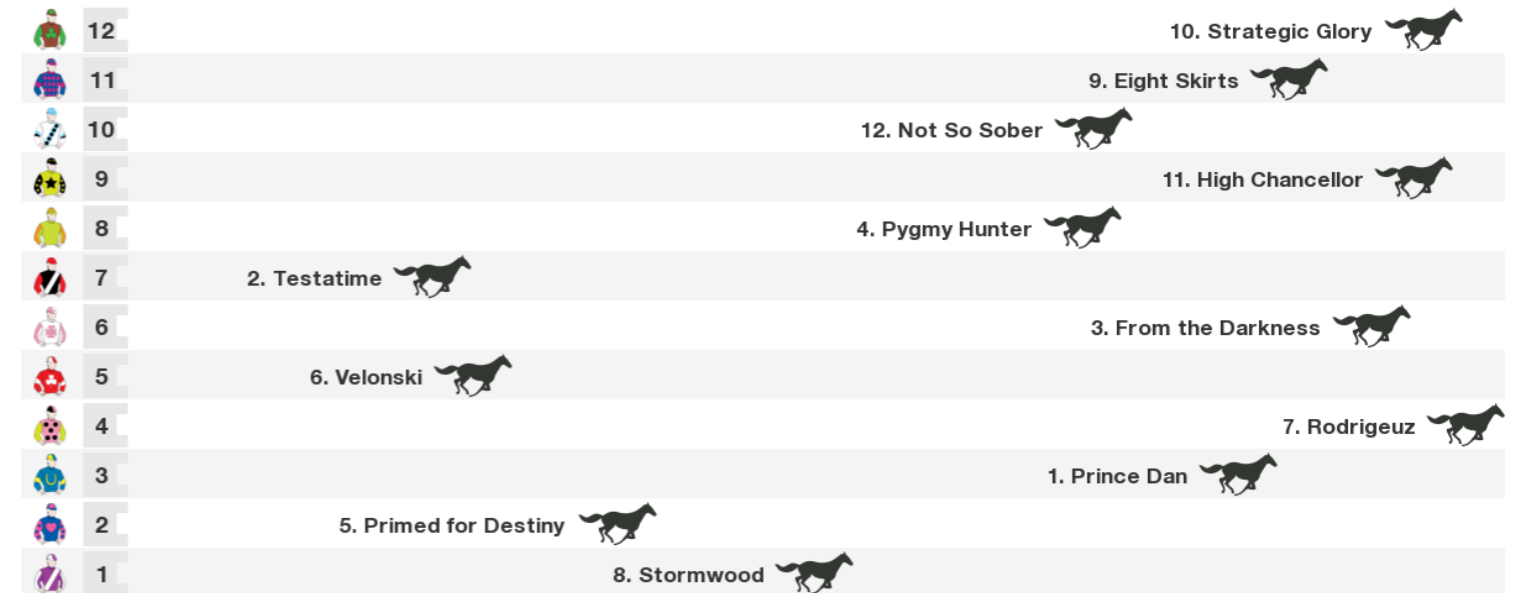 12 10. Strategic Glory
11 9. Eight Skirts
10 12. Not So Sober
9 11. High Chancellor
8 4. Pygmy Hunter
7 2. Testatime
6 3. From the Darkness
5 6. Velonski
4 7. Rodrigeuz
3 1. Prince Dan
2 5. Primed for Destiny
1 8. Stormwood